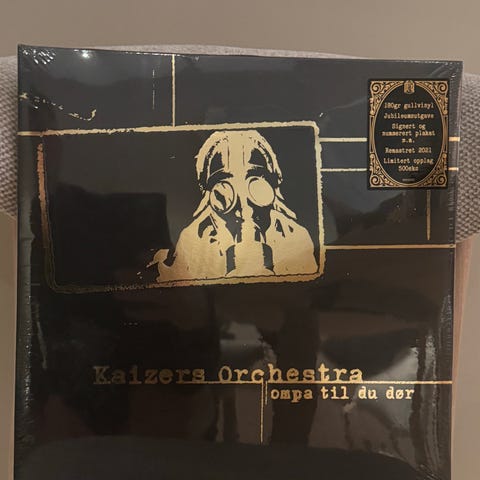 180gr gullvinyl
Jubileumsutgave
Signert og
nummerert plakat
m.m.
Remastret 2021
Limitert opplag
500eks
Kaizers Orchestra
ompa til du dør